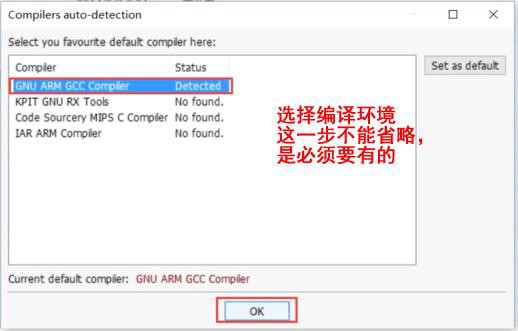 Compilers auto-detection
Select you favourite default compiler here:
Compiler Status
GNU ARM GCC Compiler Detected
KPIT GNU RX Tools No found.
Code Sourcery MIPS C Compiler No found.
IAR ARM Compiler No found.
Set as default
选择编译环境
这一步不能省略，
是必须要有的
Current default compiler: GNU ARM GCC Compiler
OK